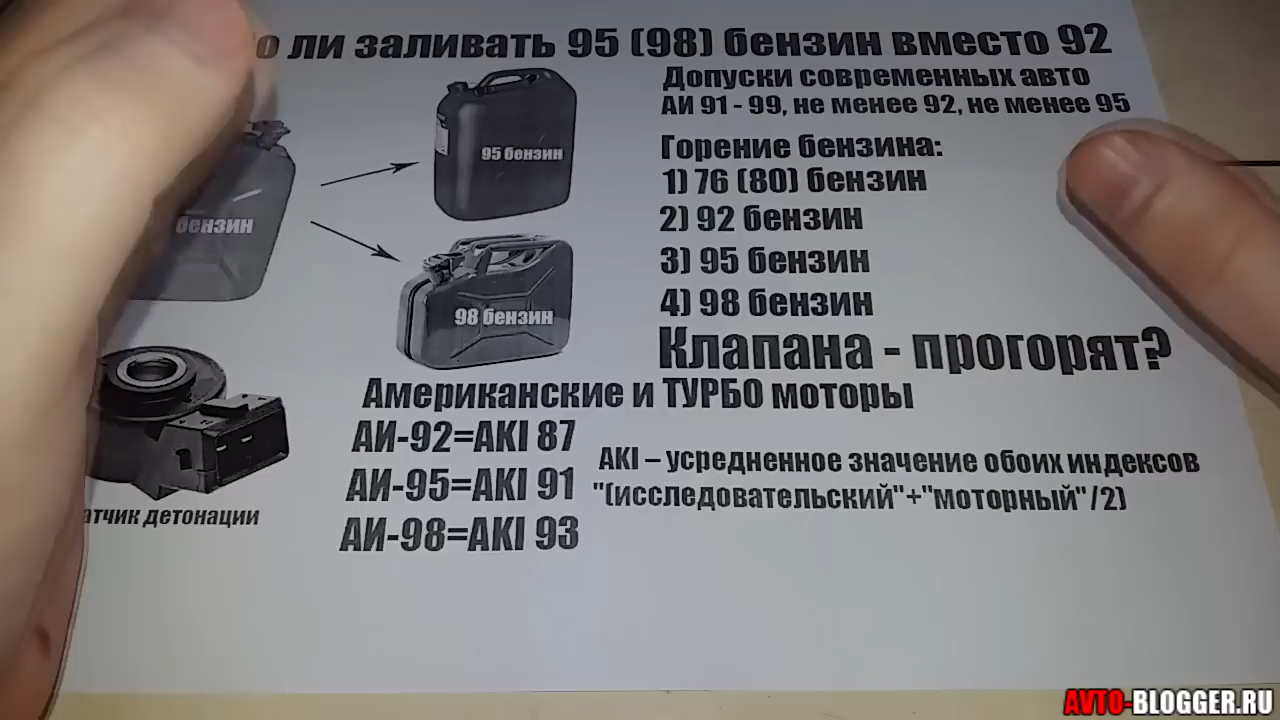 о ли заливать 95 (98) бензин вместо 92
Допуски современных авто
АИ 91 - 99, не менее 92, не менее 95
95 бензин
бензин
98 бензин
Горение бензина:
1) 76 (80) бензин
2) 92 бензин
3) 95 бензин
4) 98 бензин
Клапана - прогорят?
Американские и ТУРБО моторы
АИ-92=AKI 87
АИ-95=AKI 91
АИ-98=AKI 93
AKI – усредненное значение обоих индексов
"(исследовательский"+"моторный"/2)
атчик детонации
AVTO-BLOGGER.RU